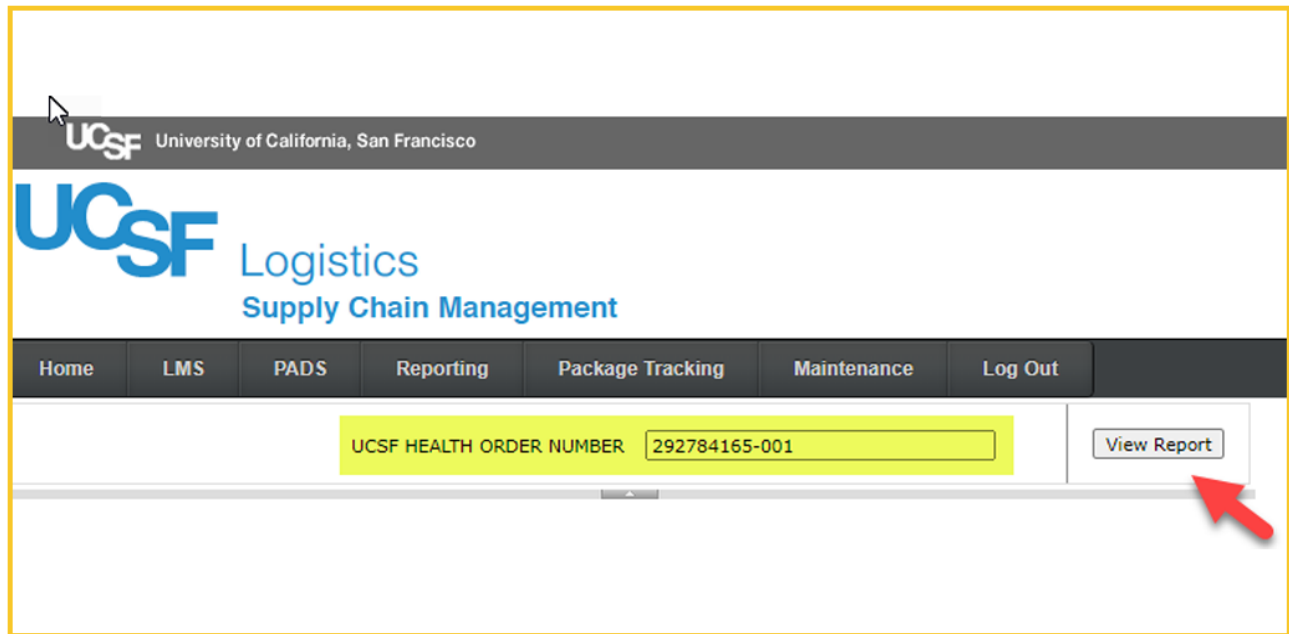 UCSF University of California, San Francisco
UCSF Logistics
Supply Chain Management
Home LMS PADS Reporting Package Tracking Maintenance Log Out
UCSF HEALTH ORDER NUMBER 292784165-001 View Report